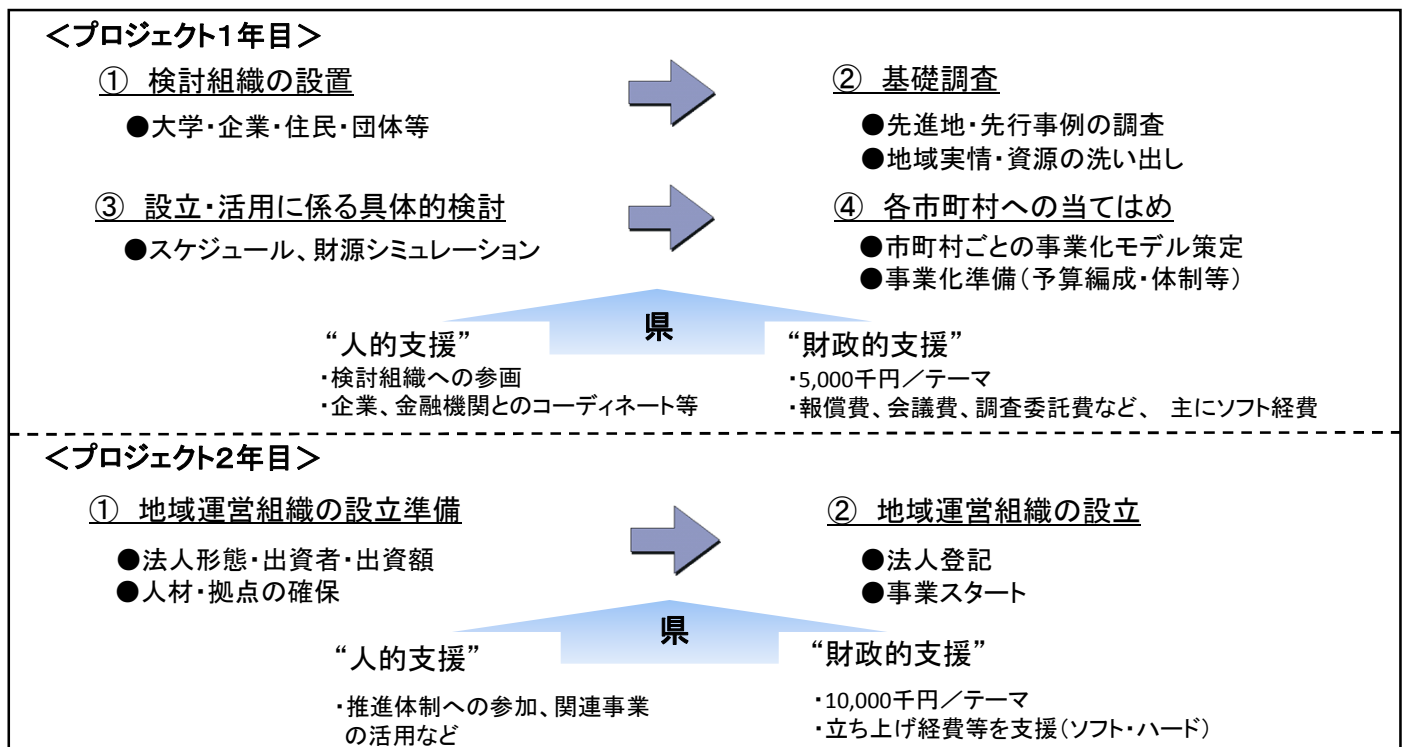 ＜プロジェクト１年目＞
① 検討組織の設置
●大学・企業・住民・団体等
② 基礎調査
●先進地・先行事例の調査
●地域実情・資源の洗い出し
③ 設立・活用に係る具体的検討
●スケジュール、財源シミュレーション
④ 各市町村への当てはめ
●市町村ごとの事業化モデル策定
●事業化準備（予算編成・体制等）
県
“人的支援”
・検討組織への参画
・企業、金融機関とのコーディネート等
“財政的支援”
・5,000千円／テーマ
・報償費、会議費、調査委託費など、 主にソフト経費
＜プロジェクト２年目＞
① 地域運営組織の設立準備
●法人形態・出資者・出資額
●人材・拠点の確保
② 地域運営組織の設立
●法人登記
●事業スタート
県
“人的支援”
・推進体制への参加、関連事業
の活用など
“財政的支援”
・10,000千円／テーマ
・立ち上げ経費等を支援（ソフト・ハード）